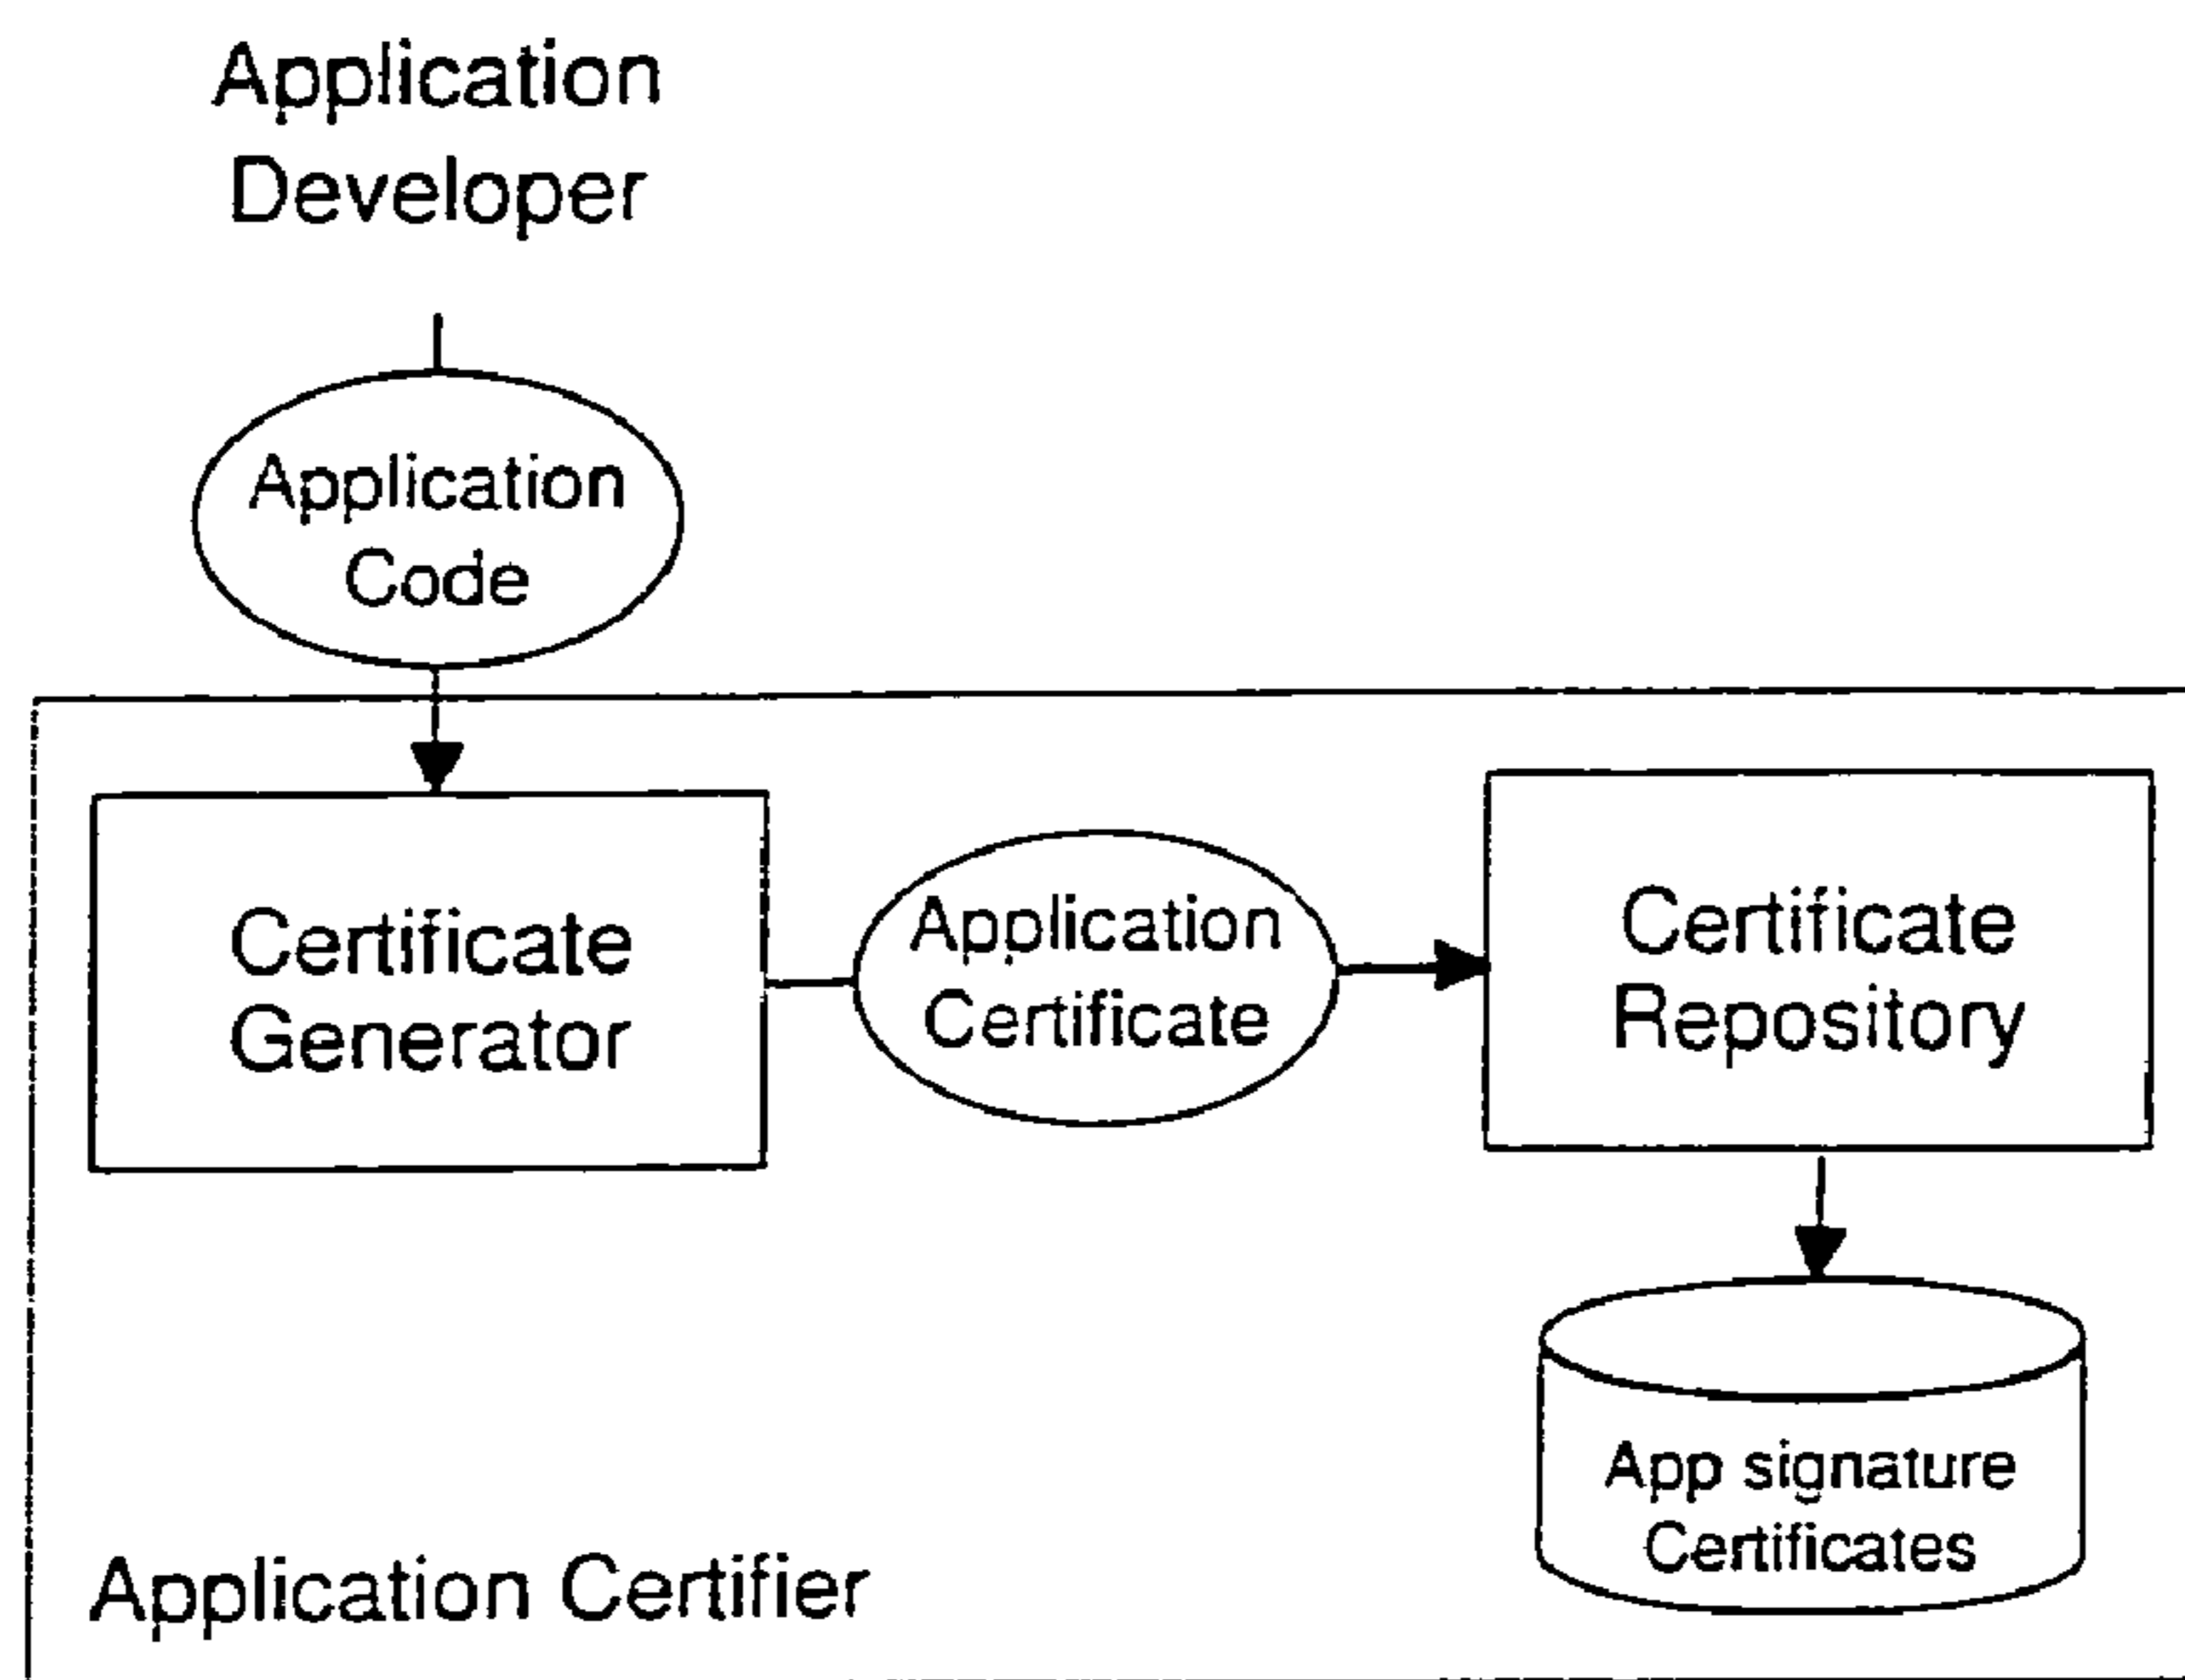 Application
Developer
Application
Code
Certificate
Generator
Application
Certificate
Certificate
Repository
App signature
Certificates
Application Certifier